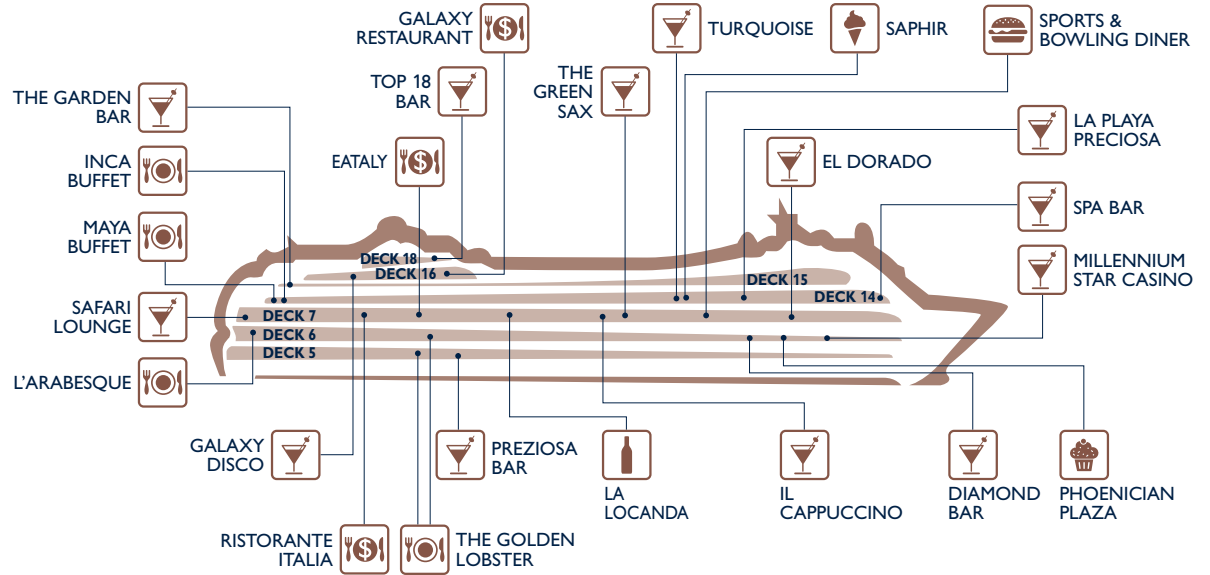 GALAXY
RESTAURANT
TURQUOISE
SAPHIR
SPORTS &
BOWLING DINER
TOP 18
BAR
THE
GREEN
SAX
THE GARDEN
BAR
LA PLAYA
PRECIOSA
INCA
BUFFET
EATALY
EL DORADO
MAYA
BUFFET
SPA BAR
MILLENNIUM
STAR CASINO
SAFARI
LOUNGE
L'ARABESQUE
DECK 18
DECK 16
DECK 15
DECK 14
DECK 7
DECK 6
DECK 5
GALAXY
DISCO
PREZIOSA
BAR
LA
LOCANDA
IL
CAPPUCCINO
DIAMOND
BAR
PHOENICIAN
PLAZA
RISTORANTE
ITALIA
THE GOLDEN
LOBSTER
$
$
$